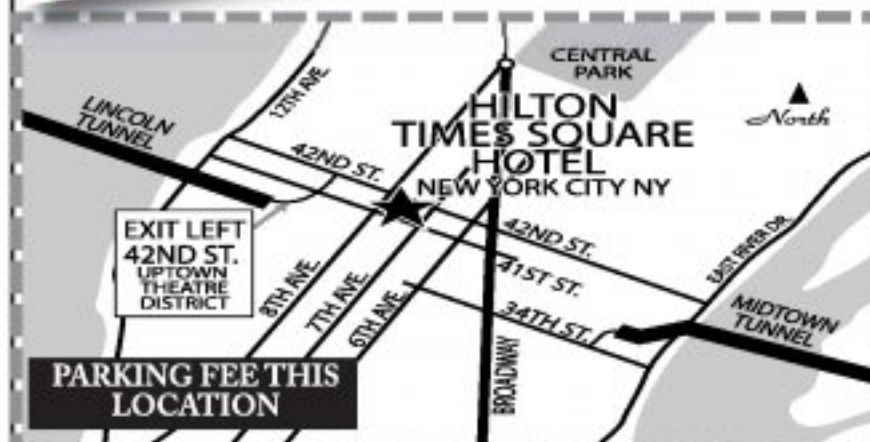 CENTRAL
PARK
North
12TH AVE.
LINCOLN
TUNNEL
HILTON
TIMES SQUARE
HOTEL
NEW YORK CITY NY
42ND ST.
EXIT LEFT
42ND ST.
UPTOWN
THEATRE
DISTRICT
42ND ST.
41ST ST.
34TH ST.
EAST RIVER DR.
MIDTOWN
TUNNEL
8TH AVE.
7TH AVE.
6TH AVE.
BROADWAY
PARKING FEE THIS
LOCATION